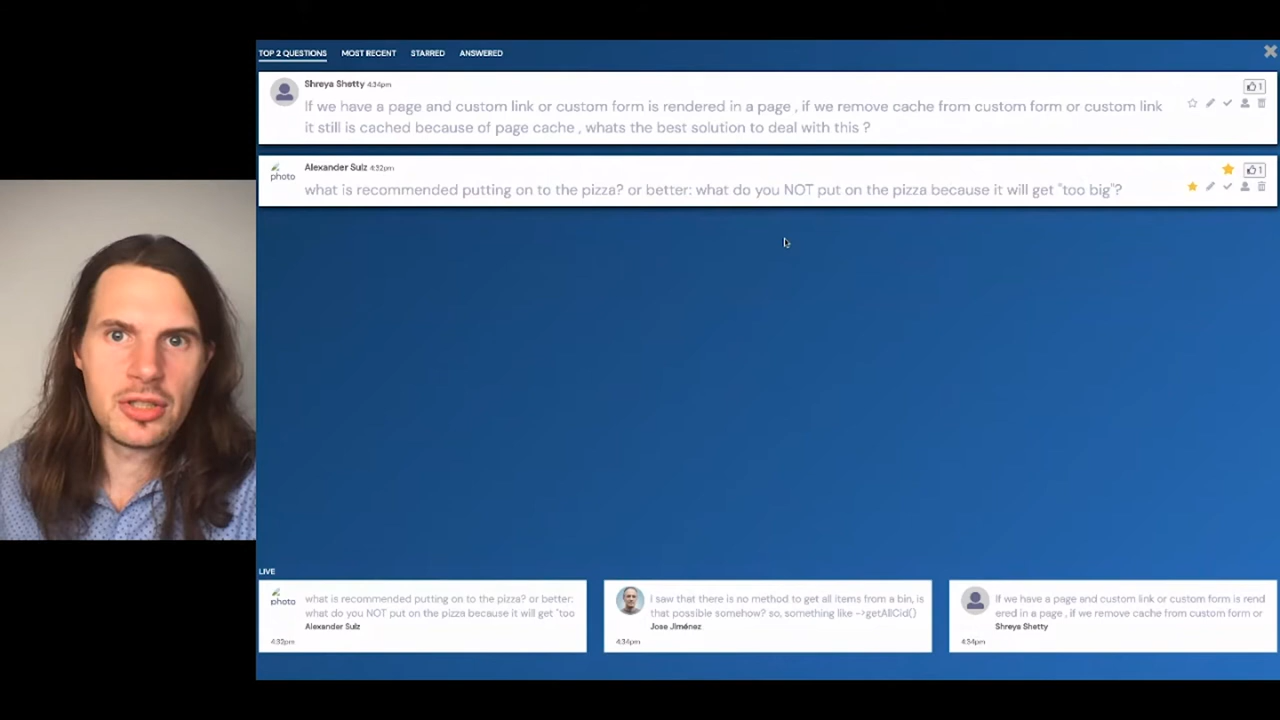 TOP 2 QUESTIONS MOST RECENT STARRED ANSWERED
Shreya Shetty 4:34pm
1
If we have a page and custom link or custom form is rendered in a page , if we remove cache from custom form or custom link
it still is cached because of page cache , whats the best solution to deal with this ?
Alexander Sulz 4:32pm
1
photo
what is recommended putting on to the pizza? or better: what do you NOT put on the pizza because it will get "too big"?
LIVE
photo
what is recommended putting on to the pizza? or better:
what do you NOT put on the pizza because it will get "too
Alexander Sulz
4:32pm
I saw that there is no method to get all items from a bin, is
that possible somehow? so, something like ->getAllCid()
Jose Jiménez
4:34pm
If we have a page and custom link or custom form is rend
ered in a page , if we remove cache from custom form or
Shreya Shetty
4:34pm